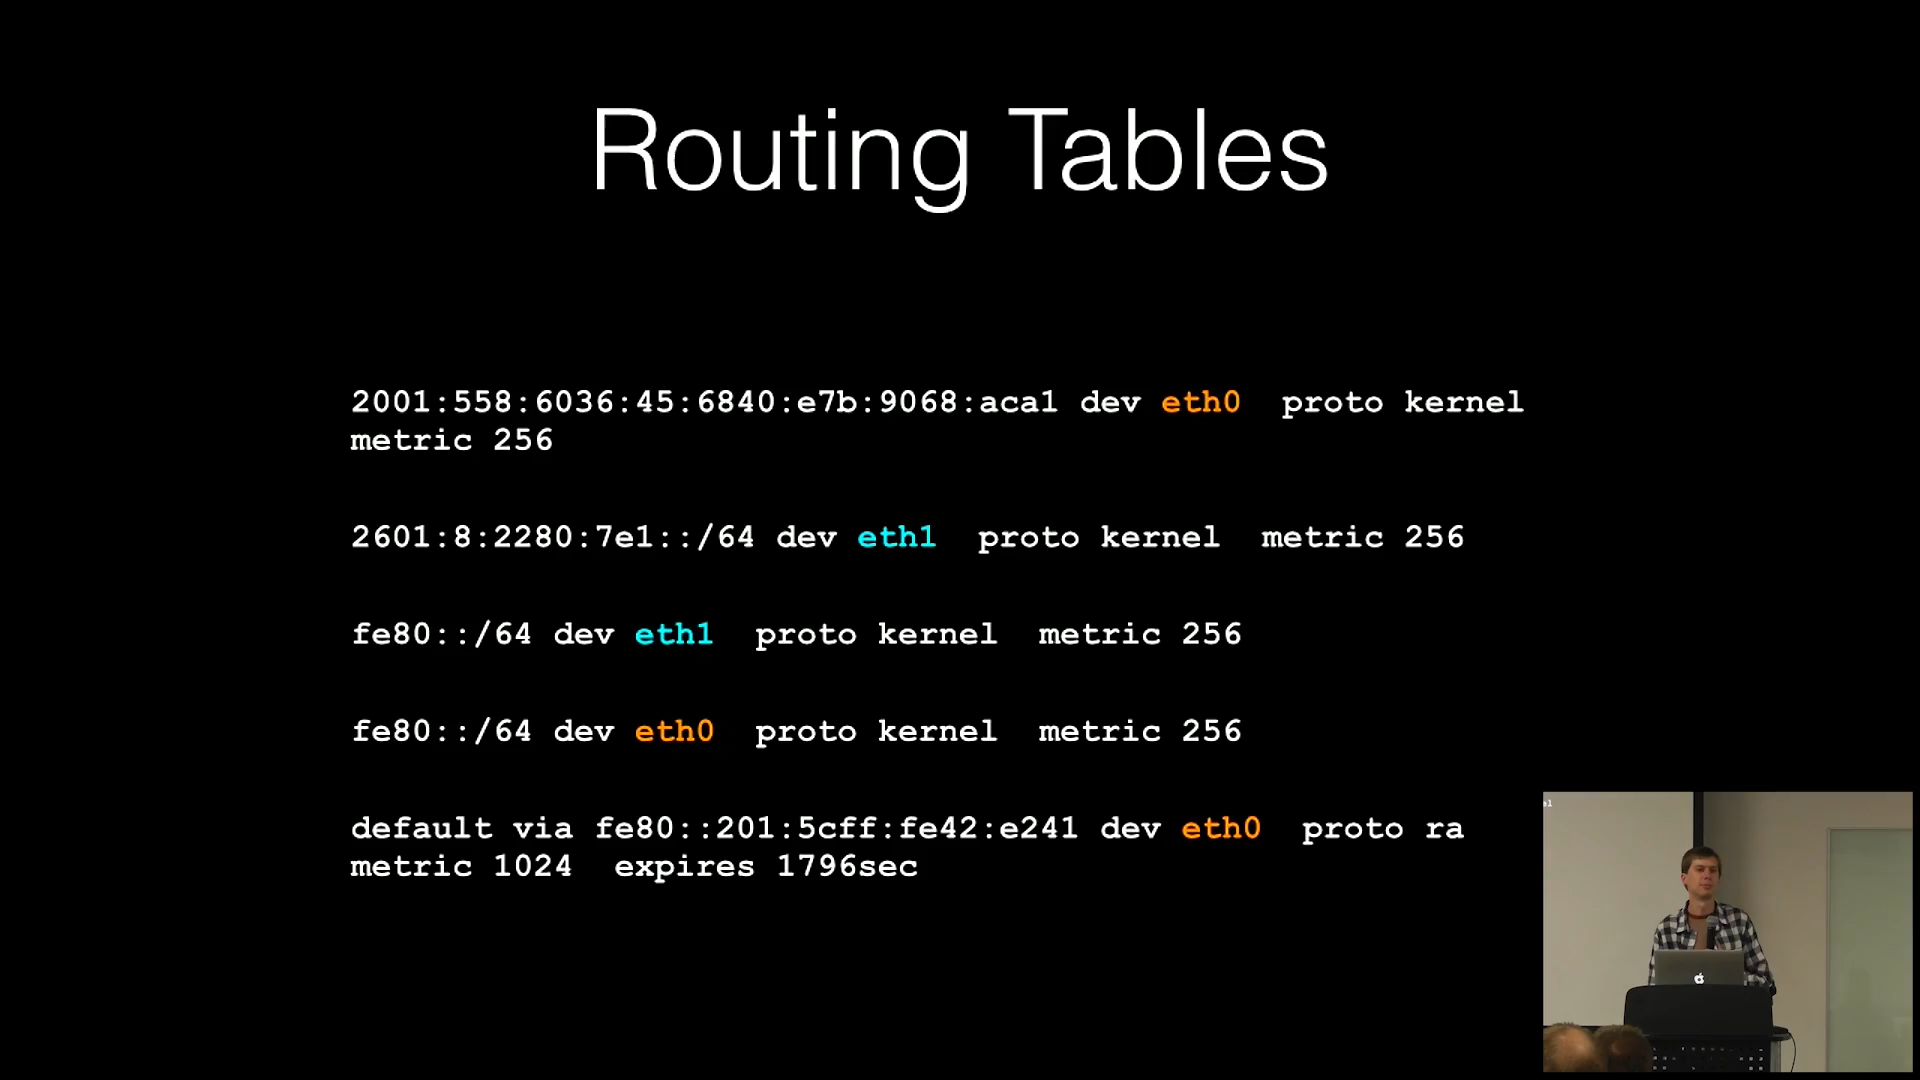 Routing Tables
2001:558:6036:45:6840:e7b:9068:aca1 dev eth0  proto kernel
metric 256
2601:8:2280:7e1::/64 dev eth1  proto kernel  metric 256
fe80::/64 dev eth1  proto kernel  metric 256
fe80::/64 dev eth0  proto kernel  metric 256
default via fe80::201:5cff:fe42:e241 dev eth0  proto ra
metric 1024  expires 1796sec